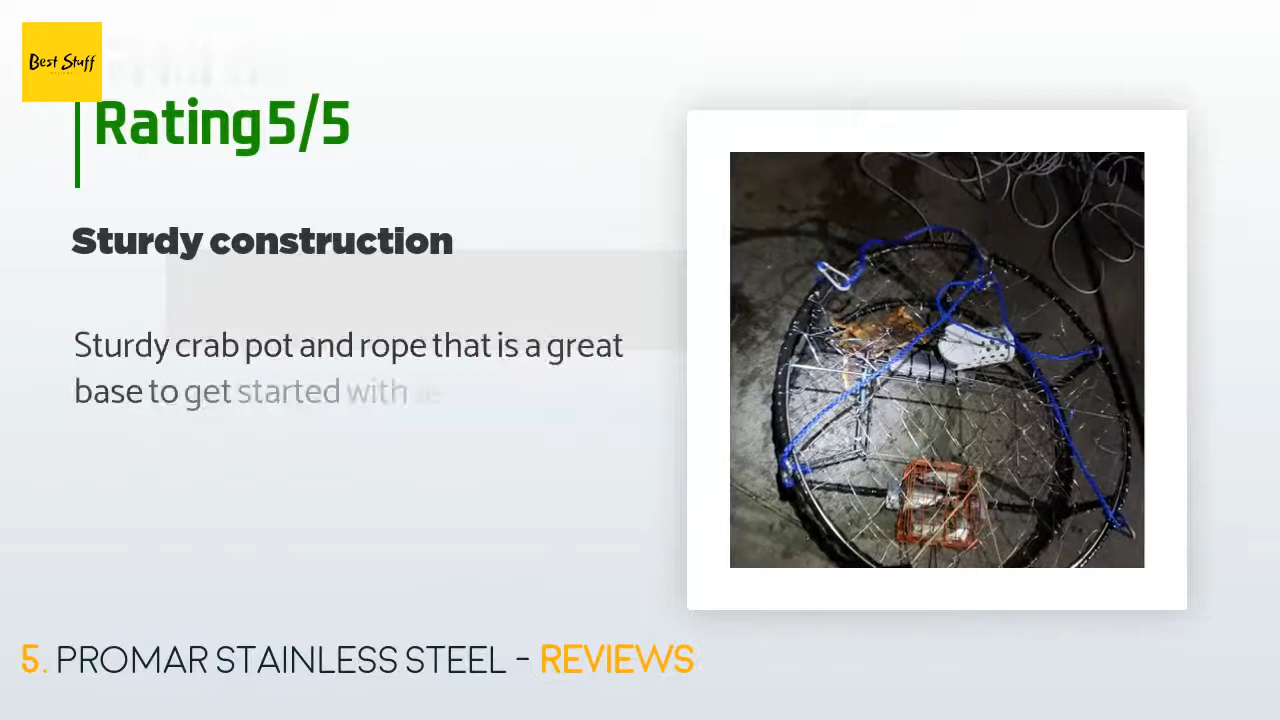 Best Stuff
Rating 5/5
Sturdy construction
Sturdy crab pot and rope that is a great
base to get started with
5. PROMAR STAINLESS STEEL - REVIEWS